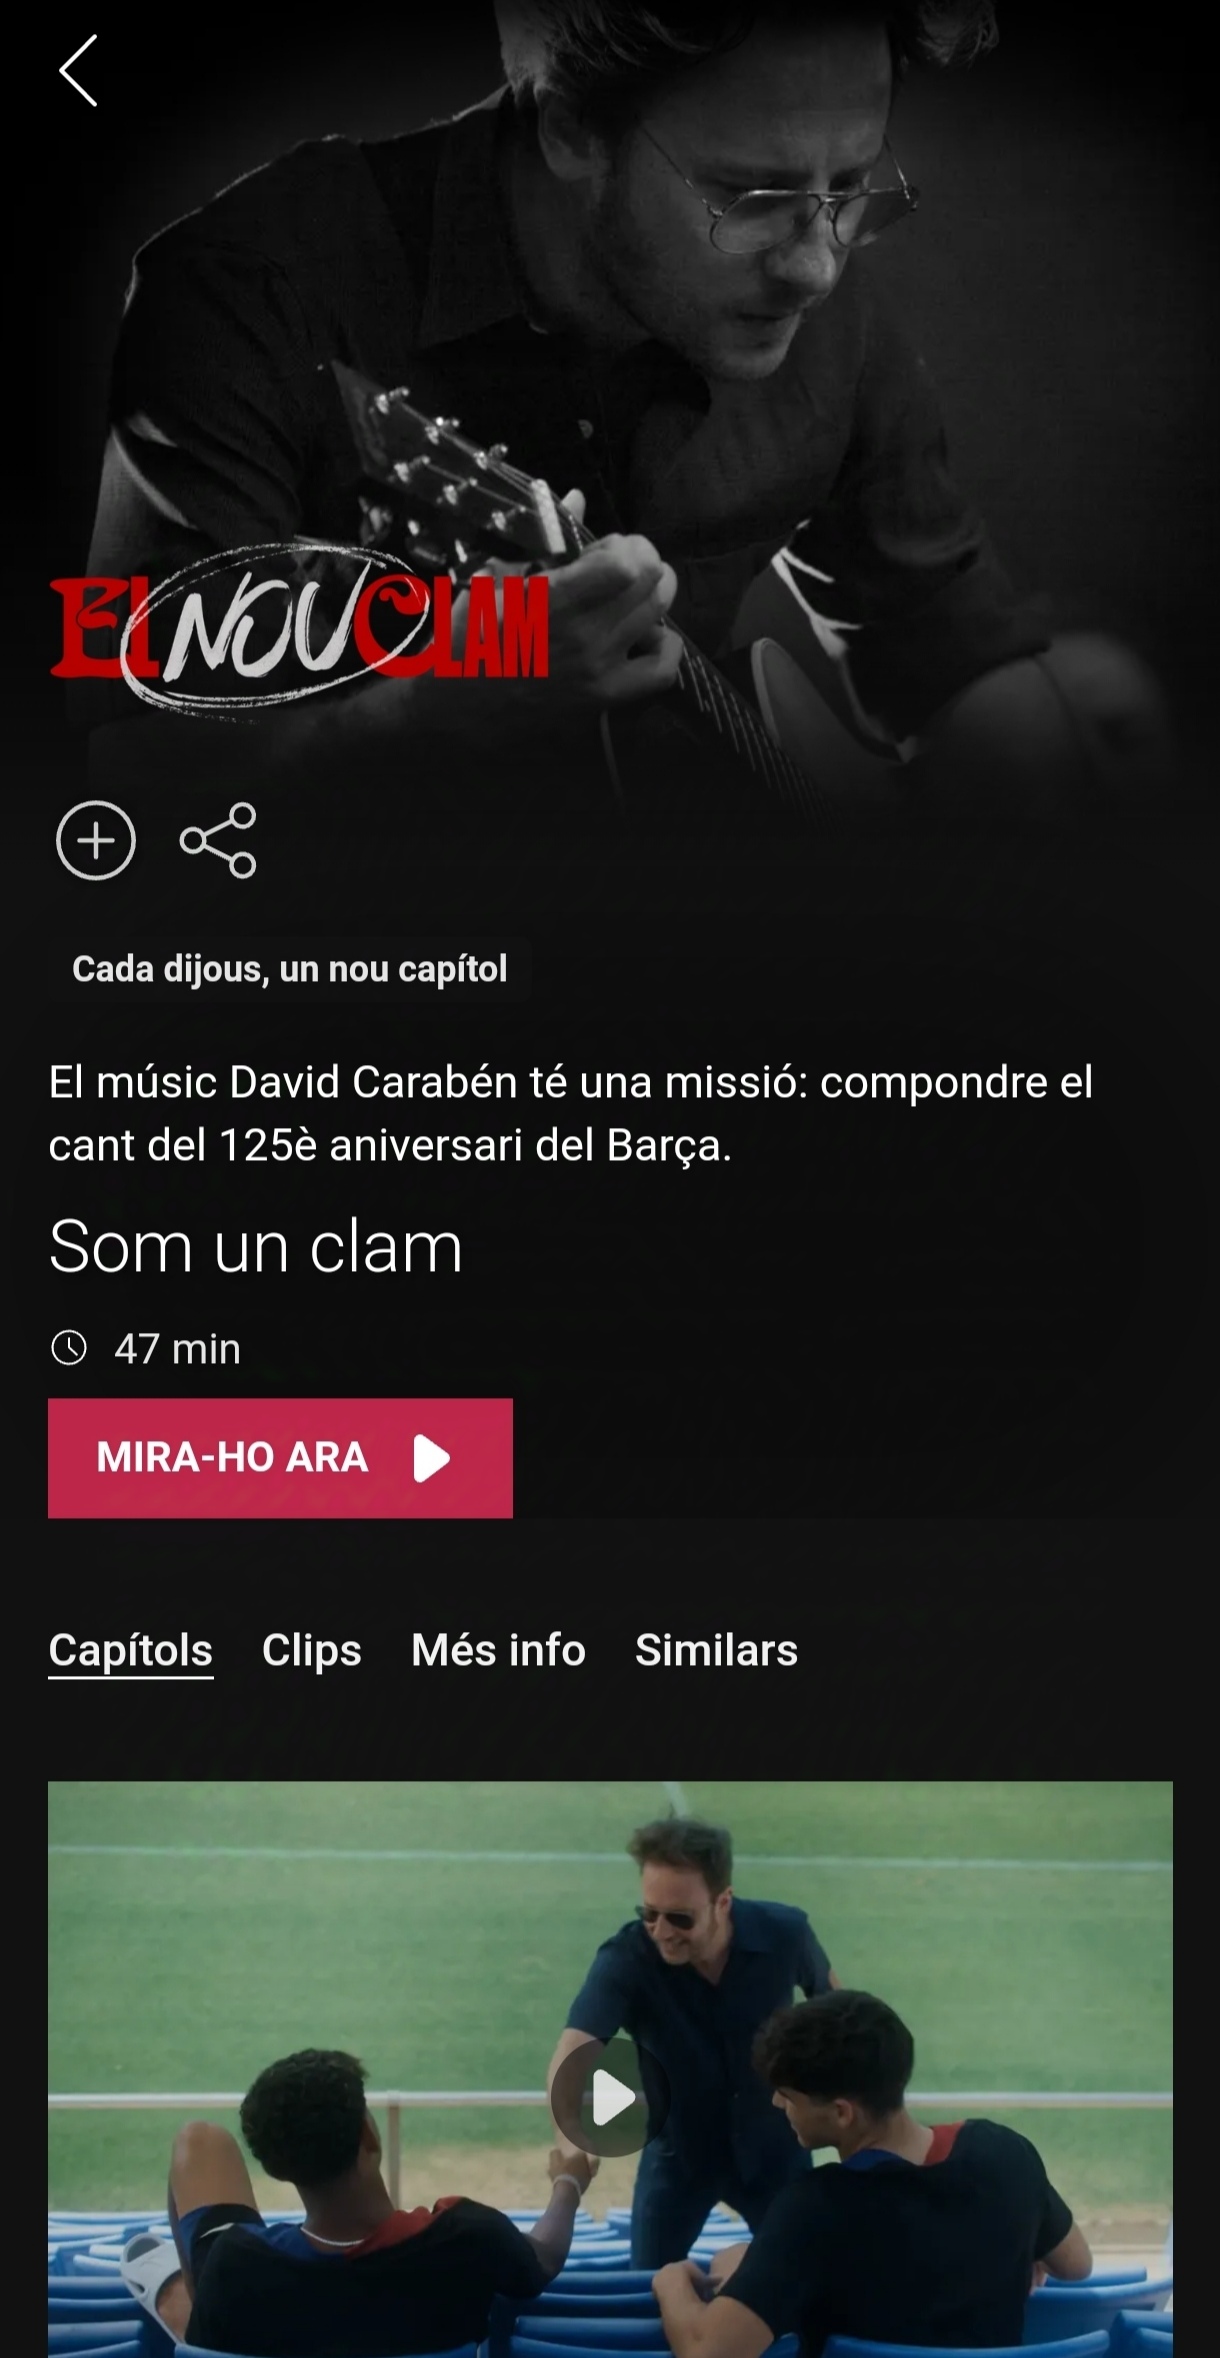 EL NOU CLAM
Cada dijous, un nou capítol
El músic David Carabén té una missió: compondre el
cant del 125è aniversari del Barça.
Som un clam
47 min
MIRA-HO ARA
Capítols Clips Més info Similars